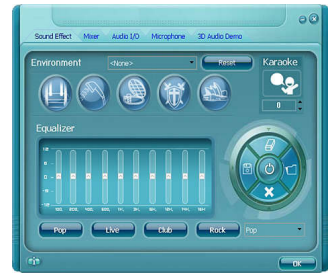 Sound Effect Mixer Audio I/O Microphone 3D Audio Demo
Environment <None> Reset Karaoke
0
Equalizer
Pop Live Club Rock Pop
OK